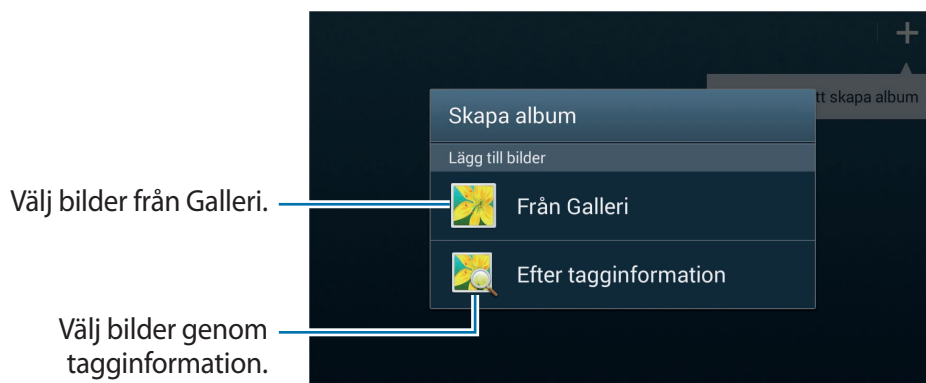 tt skapa album
Skapa album
Lägg till bilder
Välj bilder från Galleri.
Från Galleri
Efter tagginformation
Välj bilder genom
tagginformation.